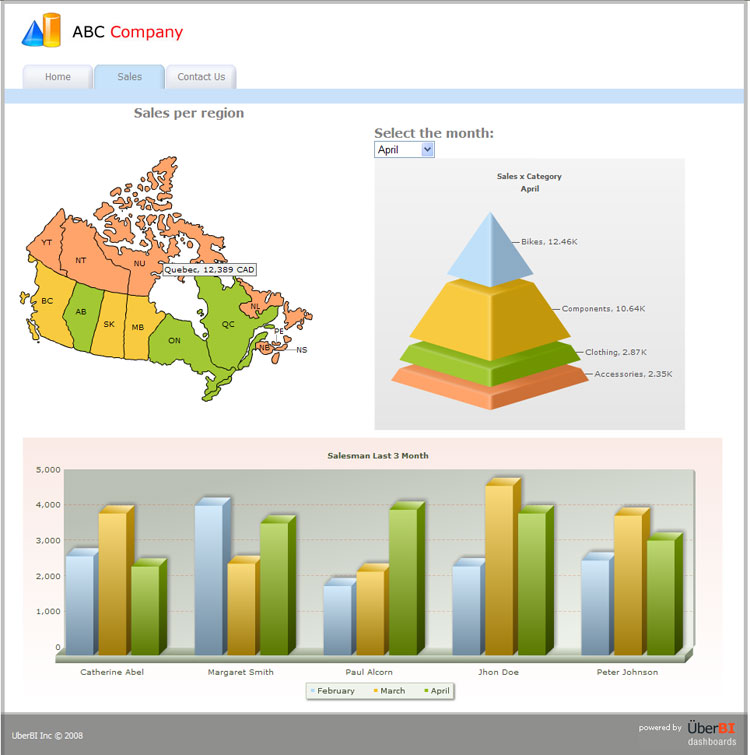 ABC Company
Home
Sales
Contact Us
Sales per region
Select the month:
April
YT
NT
NU
Quebec, 12,389 CAD
BC
AB
SK
MB
ON
QC
NL
PE
NB
NS
Sales x Category
April
Bikes, 12.46K
Components, 10.64K
Clothing, 2.87K
Accessories, 2.35K
Salesman Last 3 Month
5,000
4,000
3,000
2,000
1,000
0
Catherine Abel
Margaret Smith
Paul Alcorn
Jhon Doe
Peter Johnson
February
March
April
UberBI Inc © 2008
powered by ÜberBI
dashboards